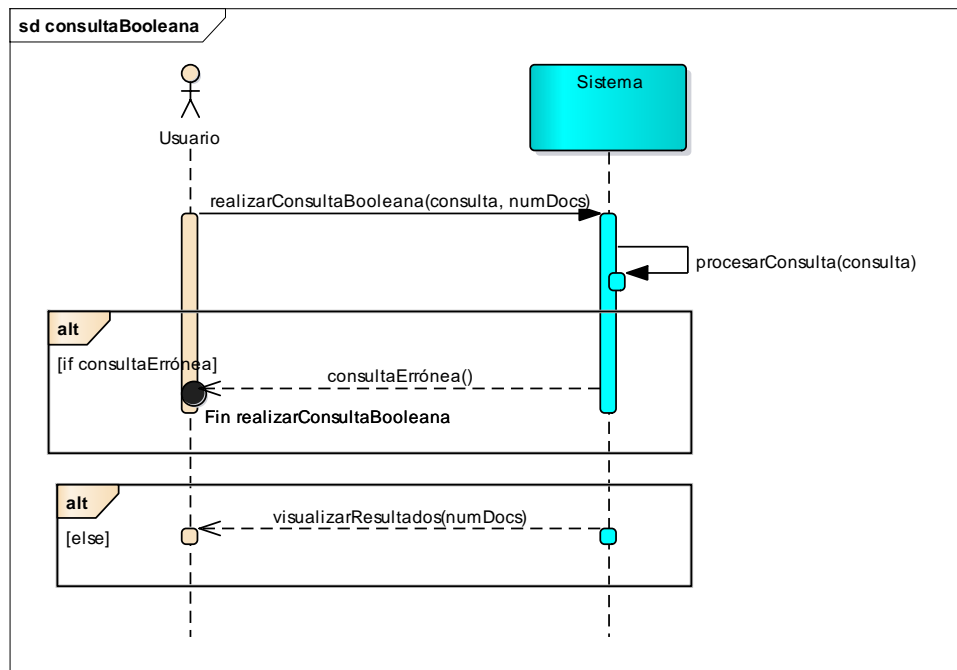 sd consultaBooleana
Usuario
Sistema
realizarConsultaBooleana(consulta, numDocs)
procesarConsulta(consulta)
alt
[if consultaErrónea]
consultaErrónea()
Fin realizarConsultaBooleana
alt
visualizarResultados(numDocs)
[else]